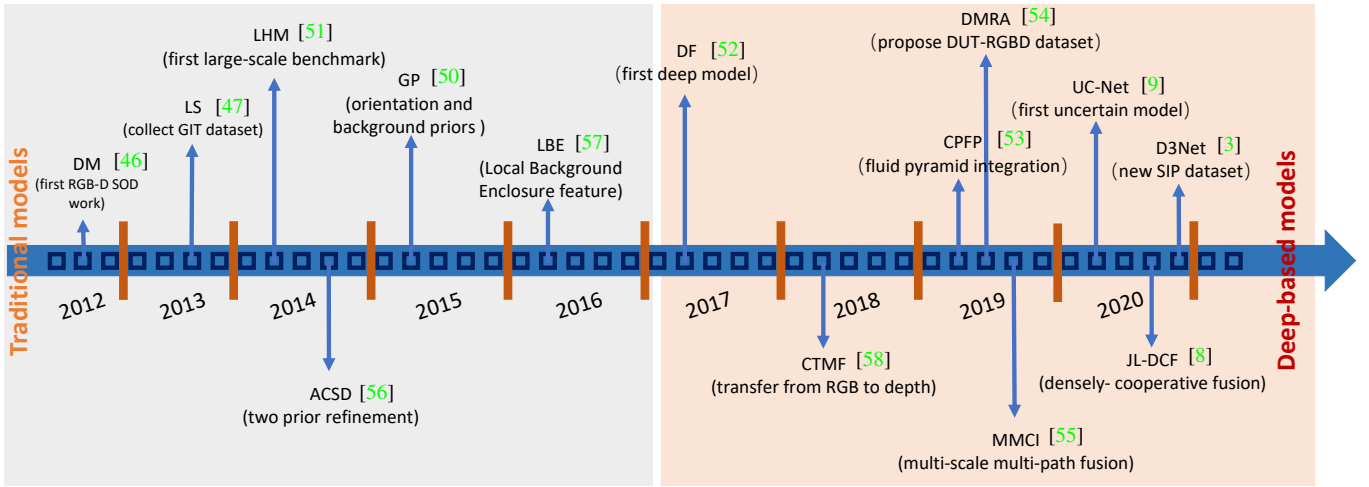 LHM [51]
(first large-scale benchmark)
LS [47]
(collect GIT dataset)
DM [46]
(first RGB-D SOD
work)
GP [50]
(orientation and
background priors )
LBE [57]
(Local Background
Enclosure feature)
DF [52]
(first deep model)
DMRA [54]
(propose DUT-RGBD dataset)
CPFP [53]
(fluid pyramid integration)
UC-Net [9]
(first uncertain model)
D3Net [3]
(new SIP dataset)
Traditional models
Deep-based models
2012
2013
2014
2015
2016
2017
2018
2019
2020
ACSD [56]
(two prior refinement)
CTMF [58]
(transfer from RGB to depth)
MMCI [55]
(multi-scale multi-path fusion)
JL-DCF [8]
(densely- cooperative fusion)